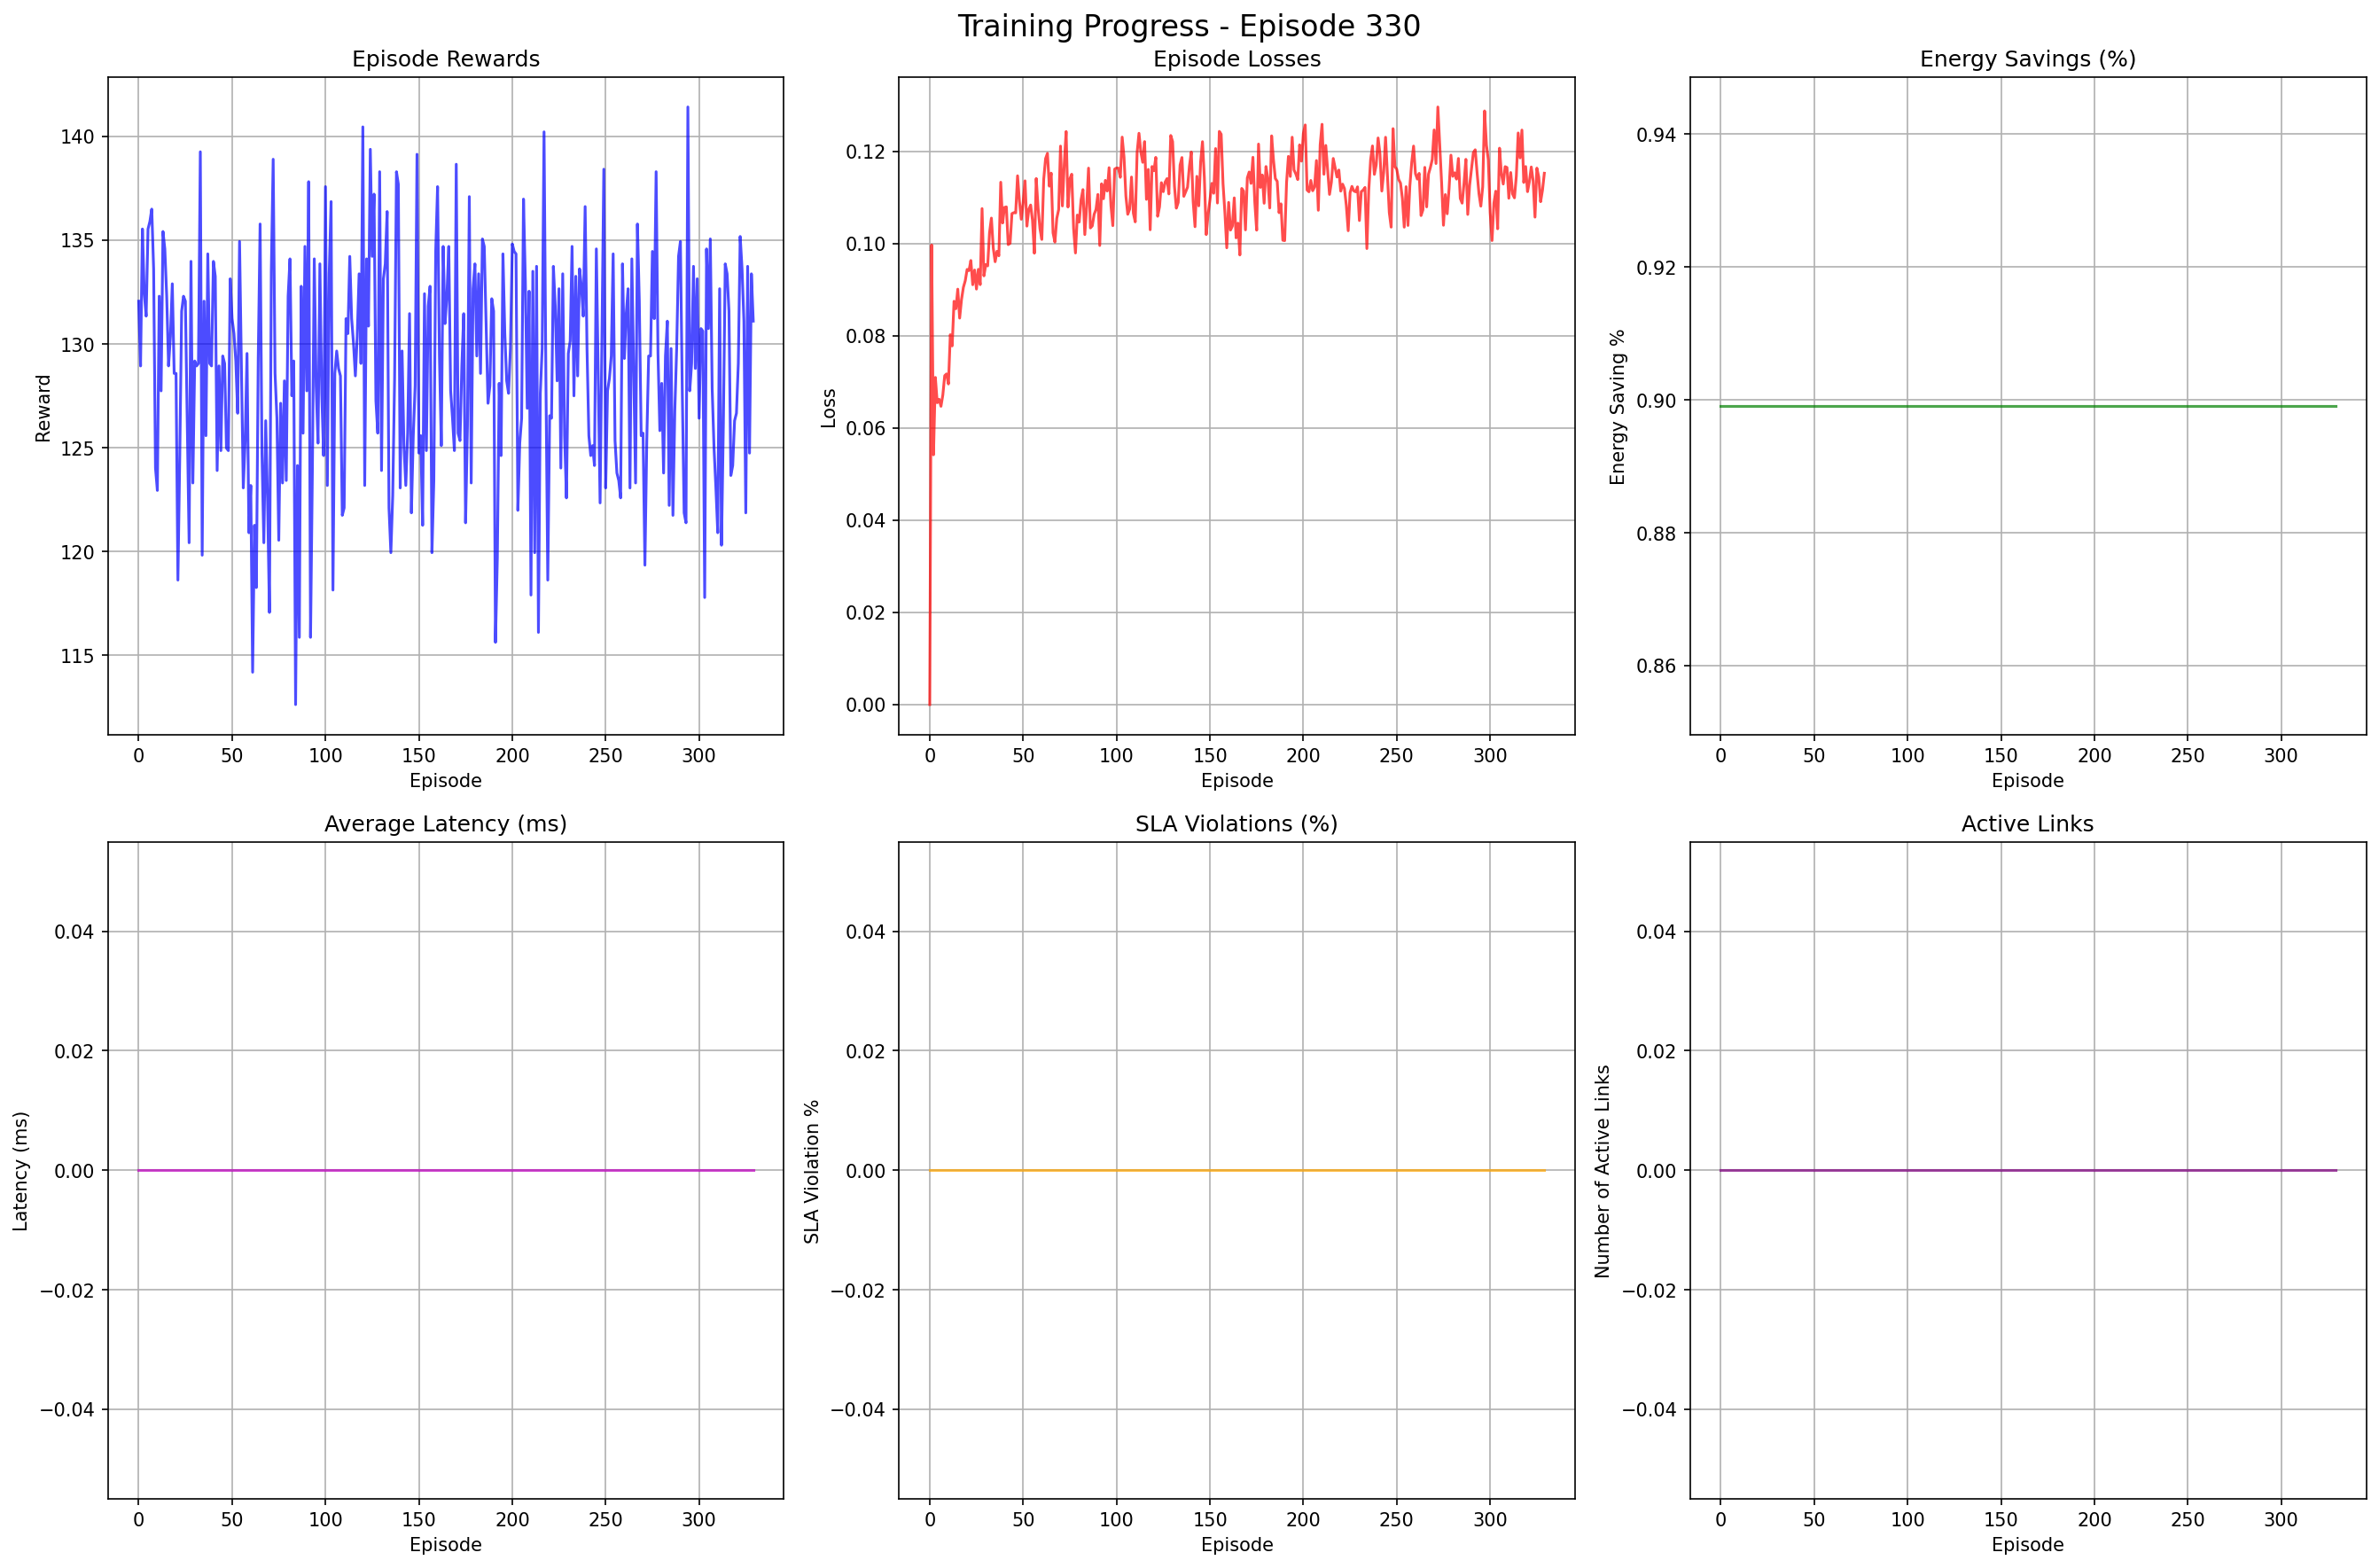 Training Progress - Episode 330
Episode Rewards
Reward
140
135
130
125
120
115
0 50 100 150 200 250 300
Episode
Episode Losses
Loss
0.12
0.10
0.08
0.06
0.04
0.02
0.00
0 50 100 150 200 250 300
Episode
Energy Savings (%)
Energy Saving %
0.94
0.92
0.90
0.88
0.86
0 50 100 150 200 250 300
Episode
Average Latency (ms)
Latency (ms)
0.04
0.02
0.00
−0.02
−0.04
0 50 100 150 200 250 300
Episode
SLA Violations (%)
SLA Violation %
0.04
0.02
0.00
−0.02
−0.04
0 50 100 150 200 250 300
Episode
Active Links
Number of Active Links
0.04
0.02
0.00
−0.02
−0.04
0 50 100 150 200 250 300
Episode